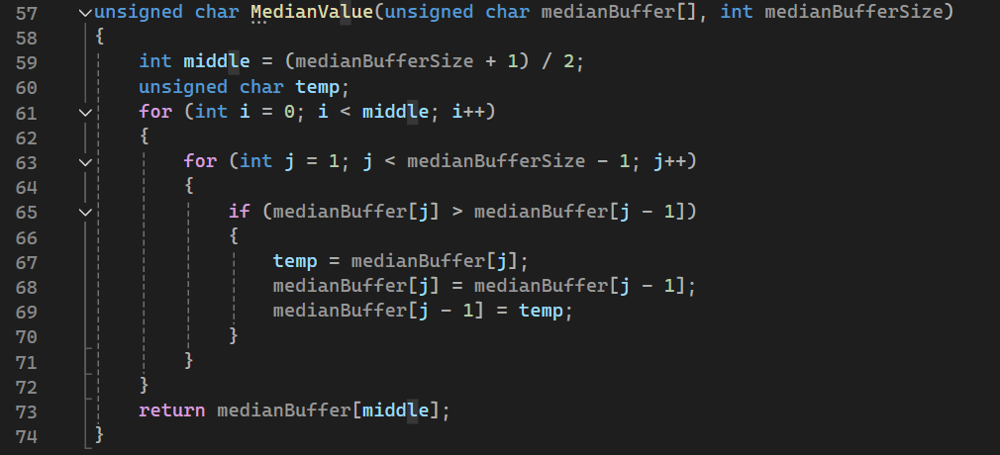 57 unsigned char MedianValue(unsigned char medianBuffer[], int medianBufferSize)
58 {
59     int middle = (medianBufferSize + 1) / 2;
60     unsigned char temp;
61     for (int i = 0; i < middle; i++)
62     {
63         for (int j = 1; j < medianBufferSize - 1; j++)
64         {
65             if (medianBuffer[j] > medianBuffer[j - 1])
66             {
67                 temp = medianBuffer[j];
68                 medianBuffer[j] = medianBuffer[j - 1];
69                 medianBuffer[j - 1] = temp;
70             }
71         }
72     }
73     return medianBuffer[middle];
74 }